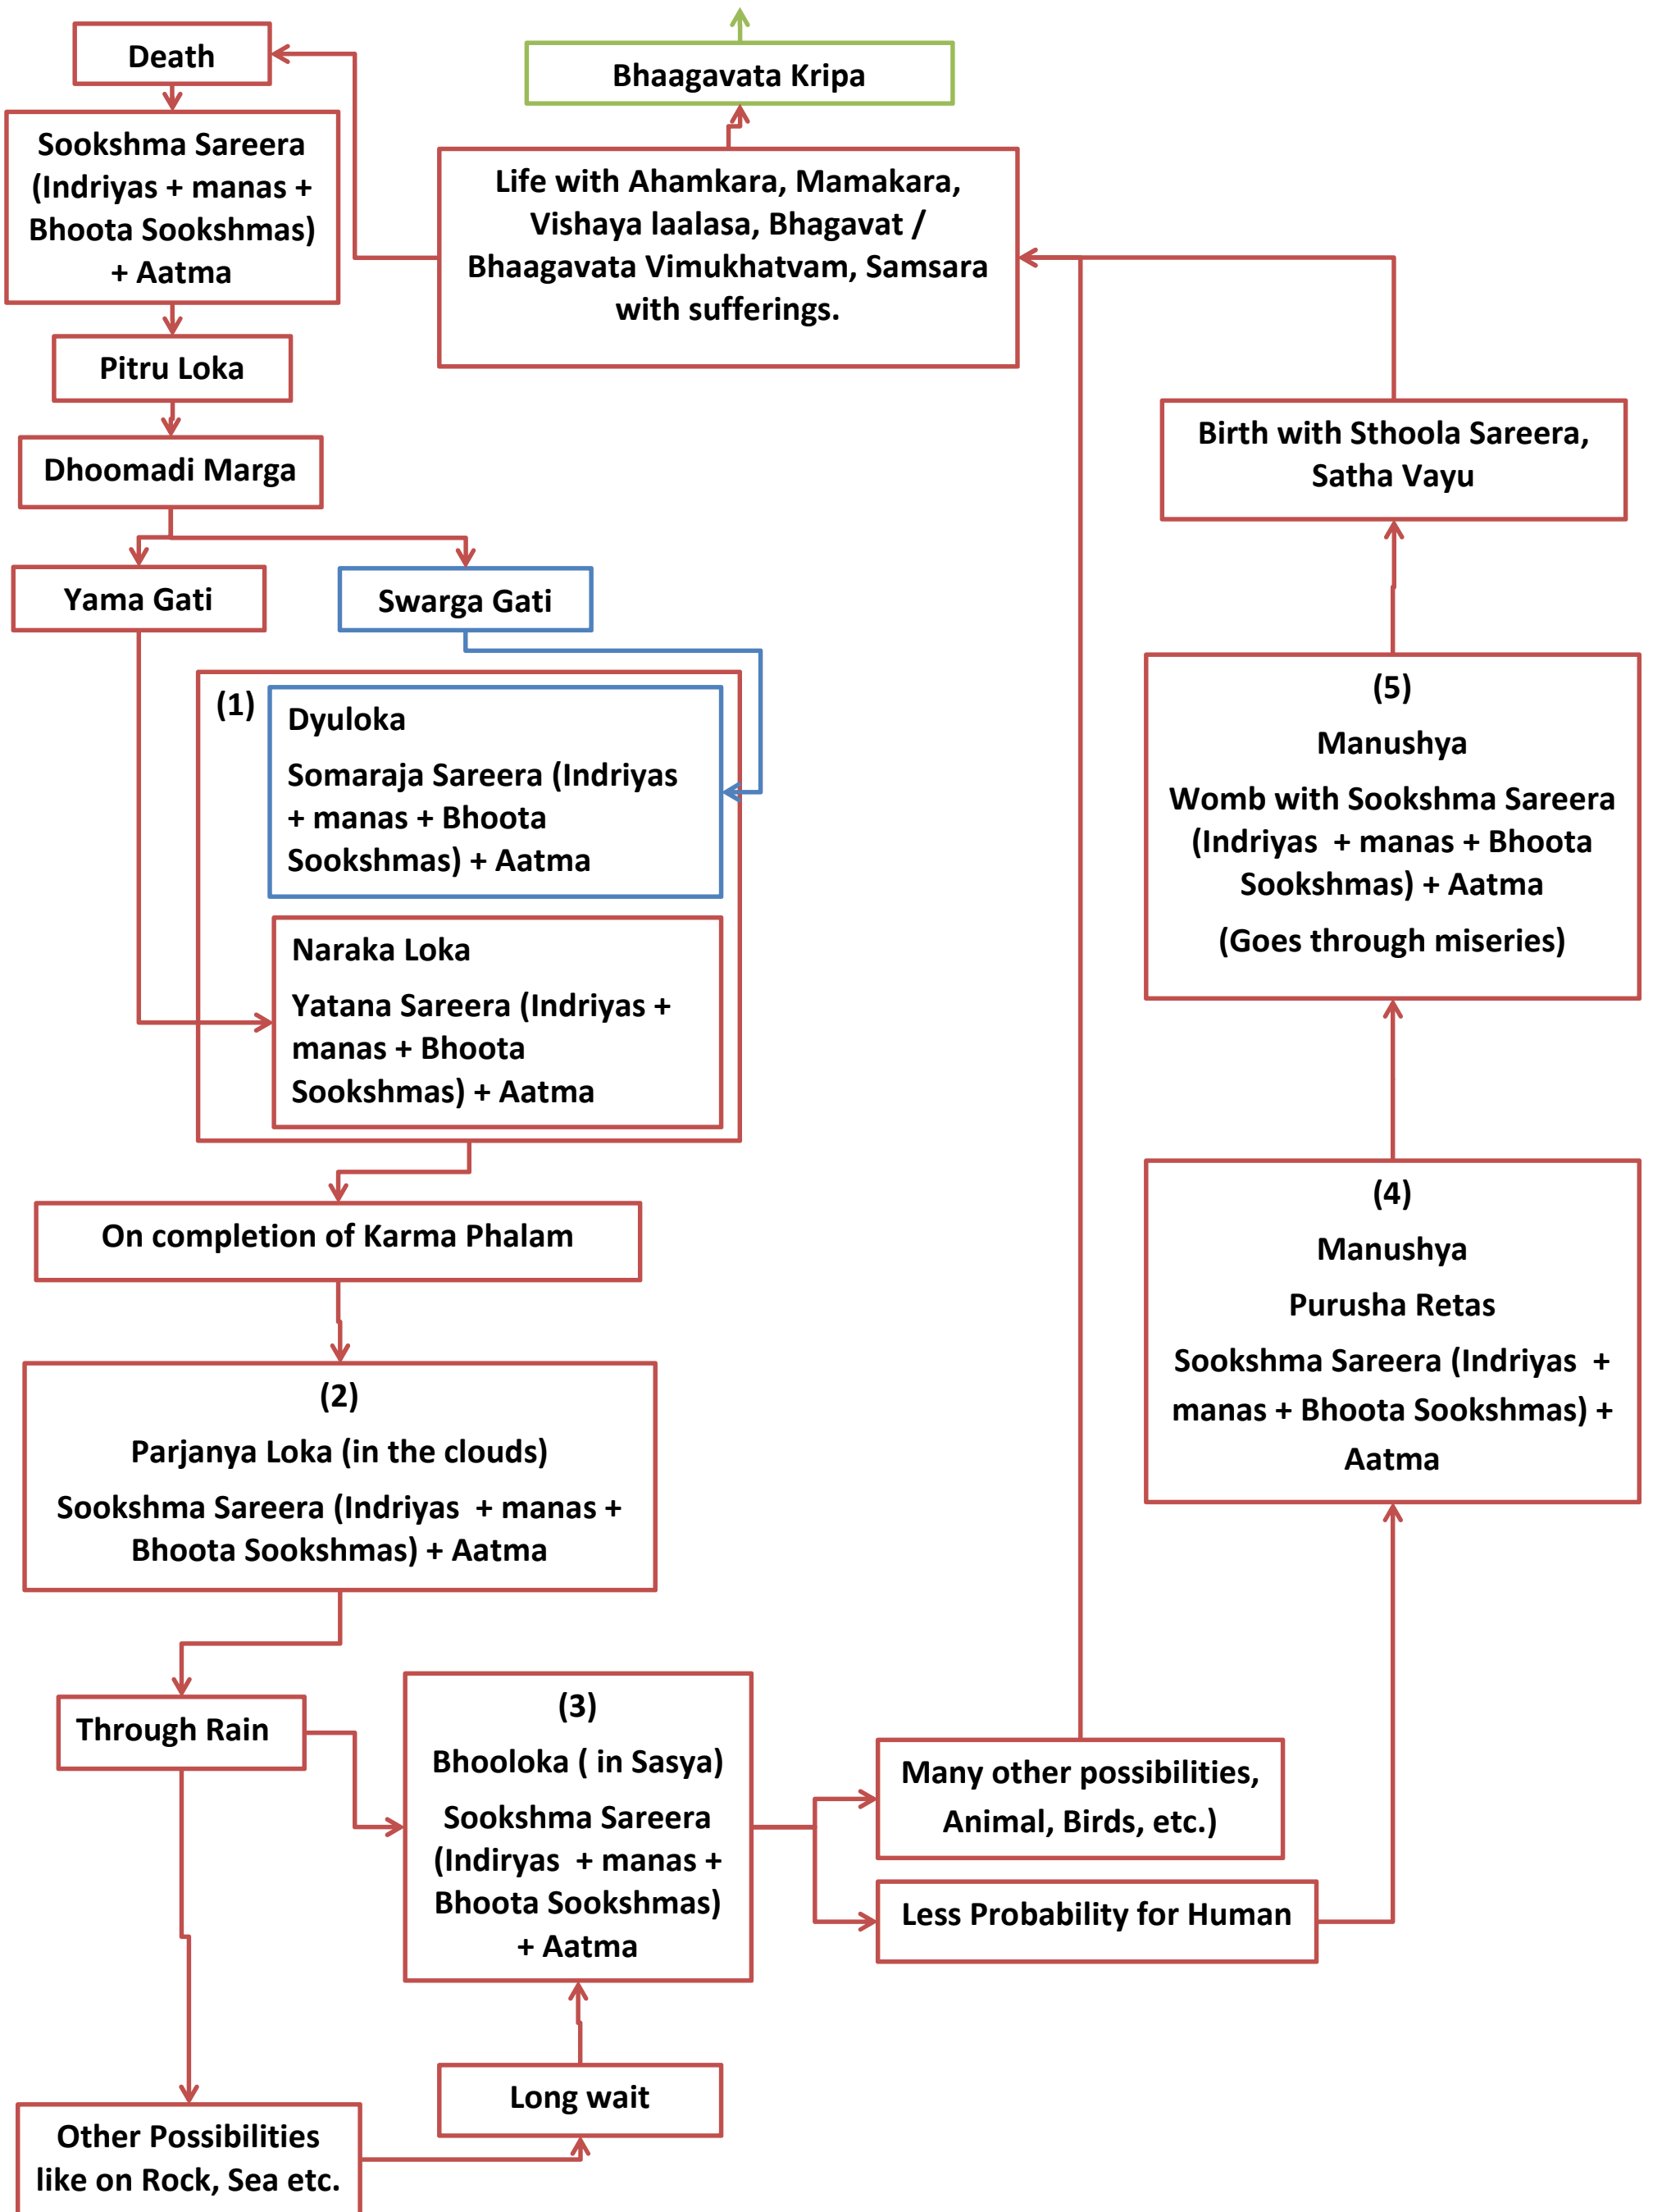 Death
Bhaagavata Kripa
Sookshma Sareera
(Indriyas + manas +
Bhoota Sookshmas)
+ Aatma
Life with Ahamkara, Mamakara,
Vishaya laalasa, Bhagavat /
Bhaagavata Vimukhatvam, Samsara
with sufferings.
Pitru Loka
Dhoomadi Marga
Birth with Sthoola Sareera,
Satha Vayu
Yama Gati
Swarga Gati
(1)
Dyuloka
Somaraja Sareera (Indriyas
+ manas + Bhoota
Sookshmas) + Aatma
Naraka Loka
Yatana Sareera (Indriyas +
manas + Bhoota
Sookshmas) + Aatma
(5)
Manushya
Womb with Sookshma Sareera
(Indriyas + manas + Bhoota
Sookshmas) + Aatma
(Goes through miseries)
On completion of Karma Phalam
(4)
Manushya
Purusha Retas
Sookshma Sareera (Indriyas +
manas + Bhoota Sookshmas) +
Aatma
(2)
Parjanya Loka (in the clouds)
Sookshma Sareera (Indriyas + manas +
Bhoota Sookshmas) + Aatma
Through Rain
(3)
Bhooloka ( in Sasya)
Sookshma Sareera
(Indiryas + manas +
Bhoota Sookshmas)
+ Aatma
Many other possibilities,
Animal, Birds, etc.)
Less Probability for Human
Long wait
Other Possibilities
like on Rock, Sea etc.